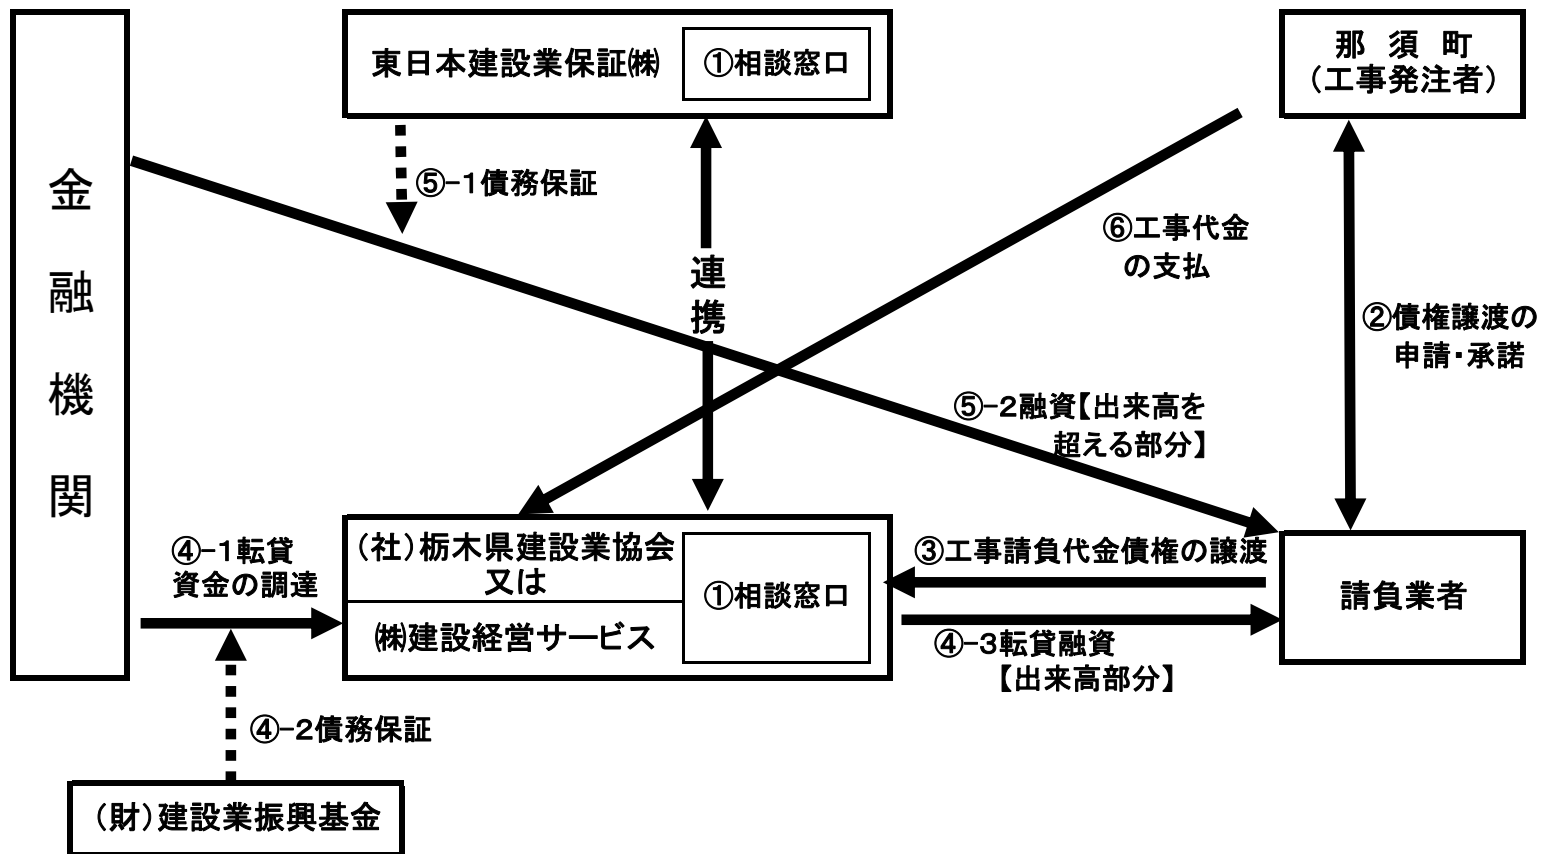 金融機関
東日本建設業保証㈱
①相談窓口
那　須　町
（工事発注者）
⑤-1債務保証
連携
⑥工事代金
の支払
②債権譲渡の
申請・承諾
⑤-2融資【出来高を
超える部分】
④-1転貸
資金の調達
（社）栃木県建設業協会
又は
㈱建設経営サービス
①相談窓口
③工事請負代金債権の譲渡
④-3転貸融資
【出来高部分】
請負業者
④-2債務保証
（財）建設業振興基金